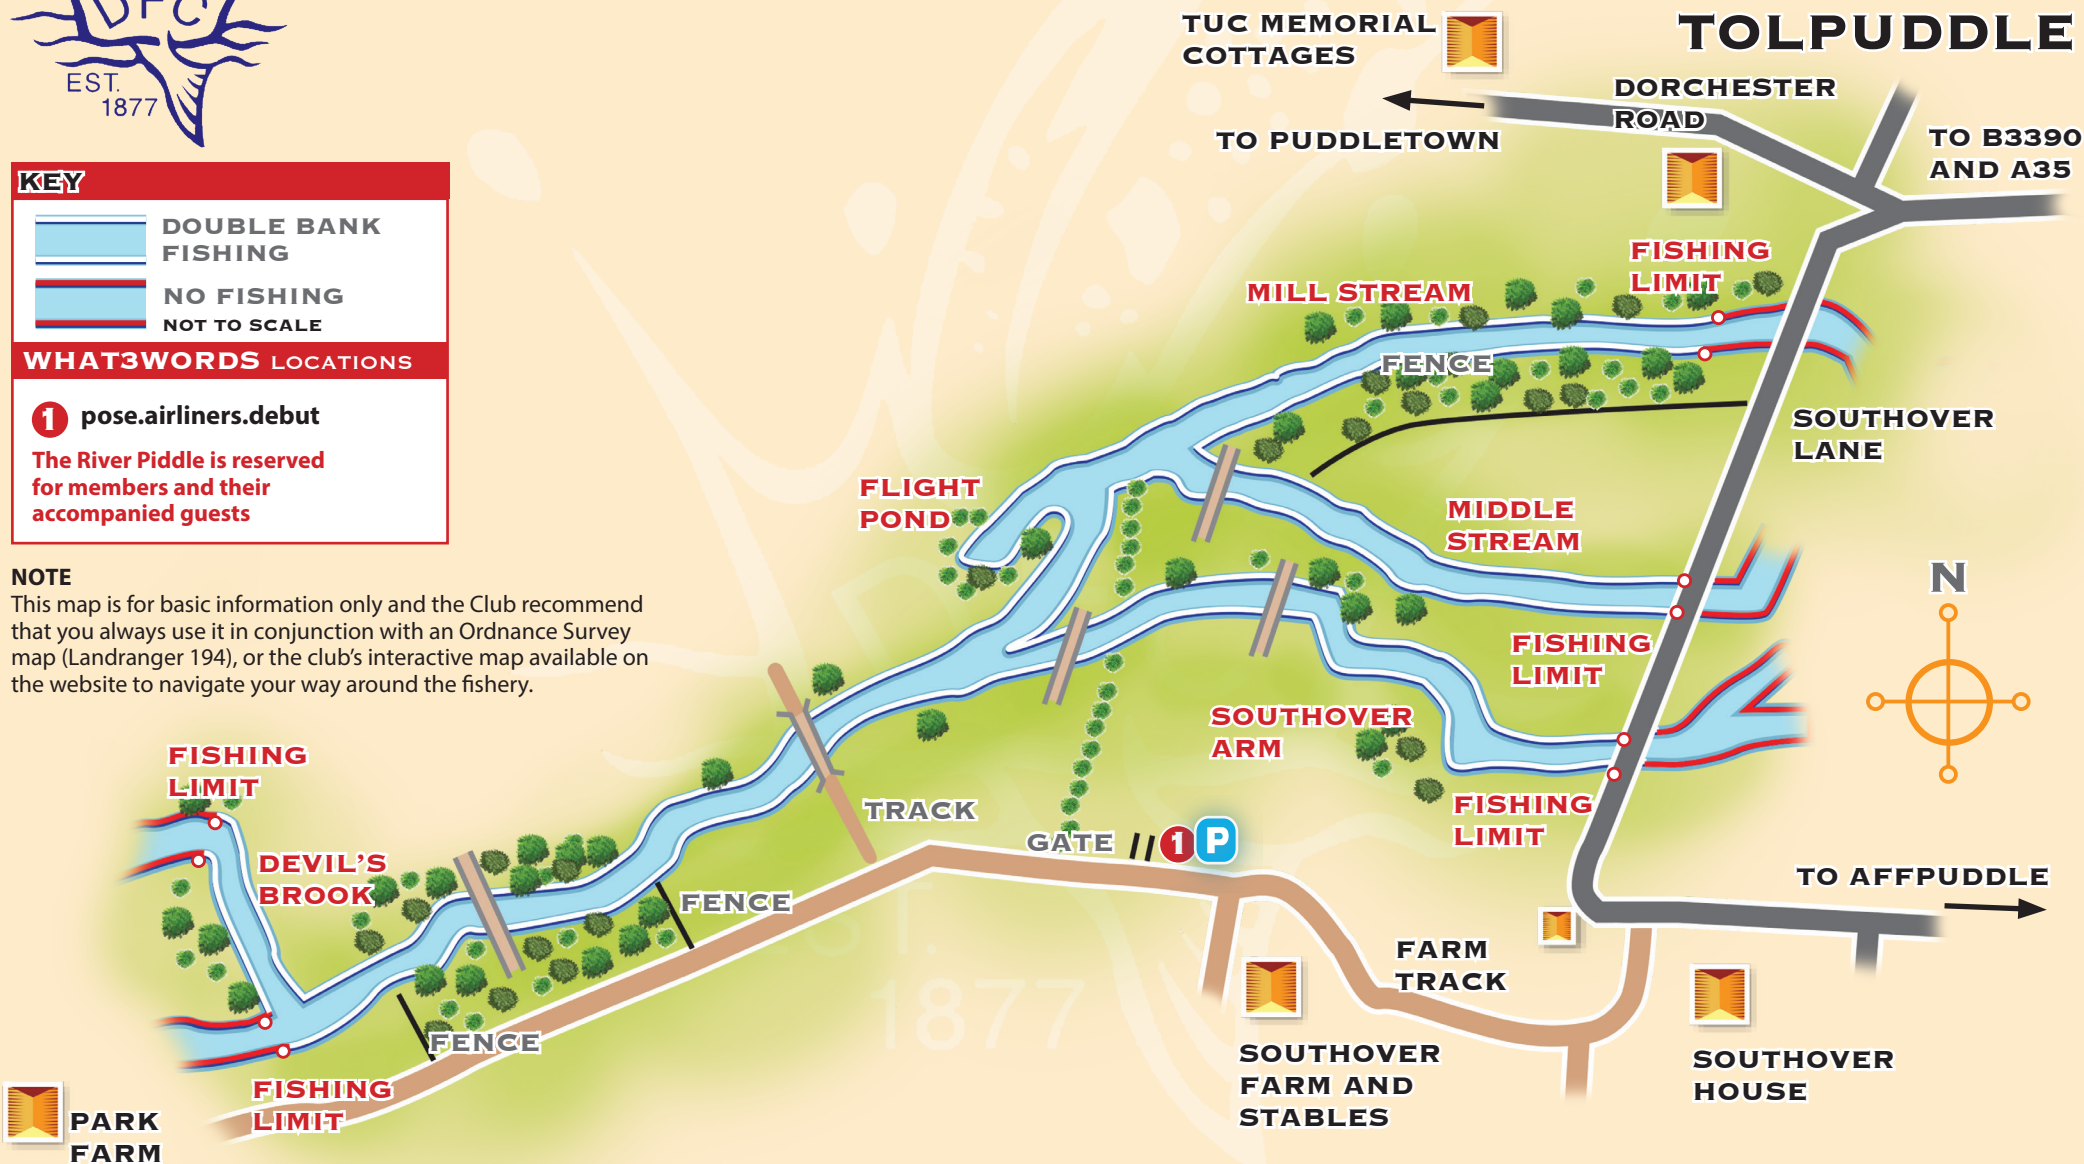 DFC
EST.
1877
KEY
DOUBLE BANK
FISHING
NO FISHING
NOT TO SCALE
WHAT3WORDS LOCATIONS
1 pose.airliners.debut
The River Piddle is reserved
for members and their
accompanied guests
NOTE
This map is for basic information only and the Club recommend
that you always use it in conjunction with an Ordnance Survey
map (Landranger 194), or the club's interactive map available on
the website to navigate your way around the fishery.
TUC MEMORIAL
COTTAGES
TOLPUDDLE
DORCHESTER
ROAD
TO PUDDLETOWN
TO B3390
AND A35
FISHING
LIMIT
MILL STREAM
FENCE
SOUTHOVER
LANE
FLIGHT
POND
MIDDLE
STREAM
N
FISHING
LIMIT
SOUTHOVER
ARM
FISHING
LIMIT
FISHING
LIMIT
TRACK
GATE
1 P
DEVIL'S
BROOK
FENCE
TO AFFPUDDLE
FARM
TRACK
EST.
1877
FENCE
SOUTHOVER
FARM AND
STABLES
SOUTHOVER
HOUSE
FISHING
LIMIT
PARK
FARM